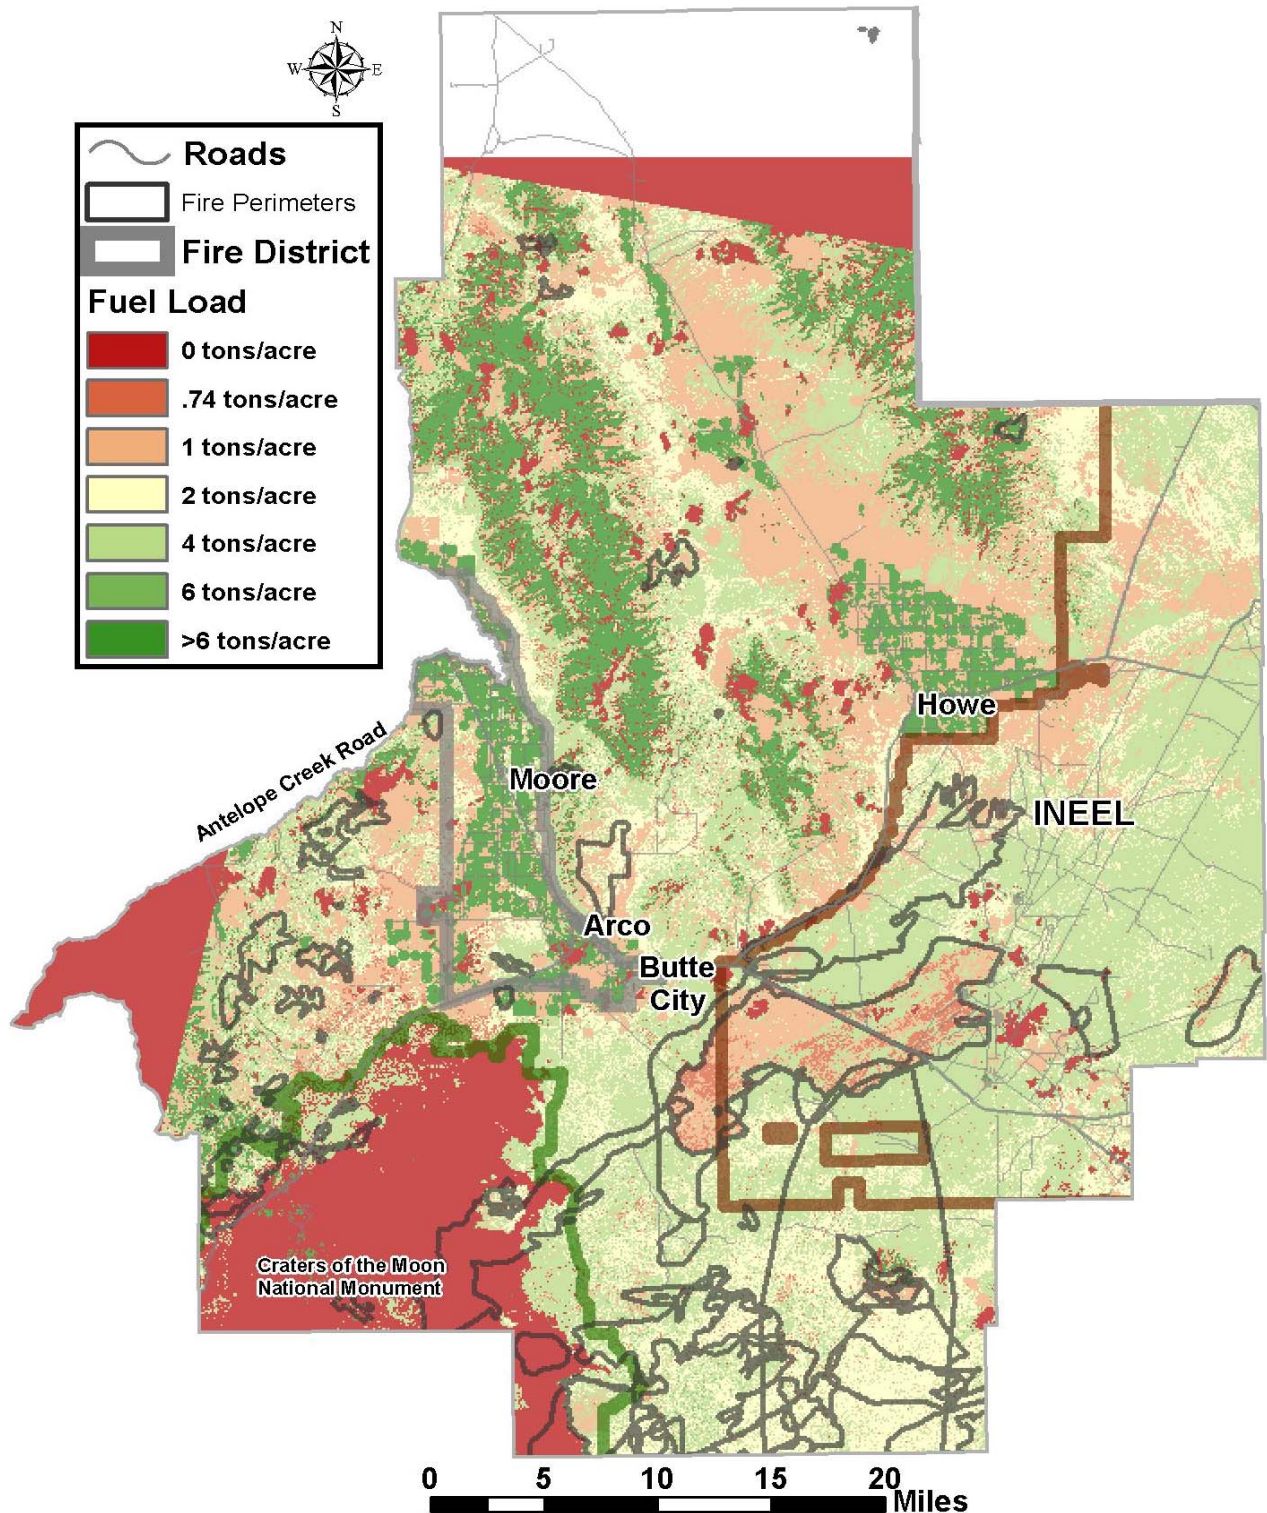 N
W E
S
Roads
Fire Perimeters
Fire District
Fuel Load
0 tons/acre
.74 tons/acre
1 tons/acre
2 tons/acre
4 tons/acre
6 tons/acre
>6 tons/acre
Howe
Antelope Creek Road
Moore
INEEL
Arco
Butte
City
Craters of the Moon
National Monument
0 5 10 15 20
Miles